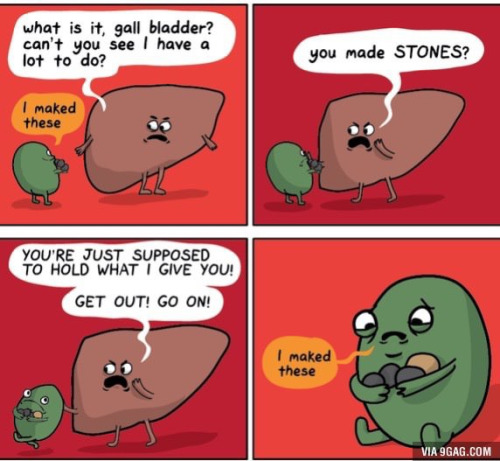 what is it, gall bladder?
can't you see I have a
lot to do?
I maked
these
you made STONES?
YOU'RE JUST SUPPOSED
TO HOLD WHAT I GIVE YOU!
GET OUT! GO ON!
I maked
these
VIA 9GAG.COM